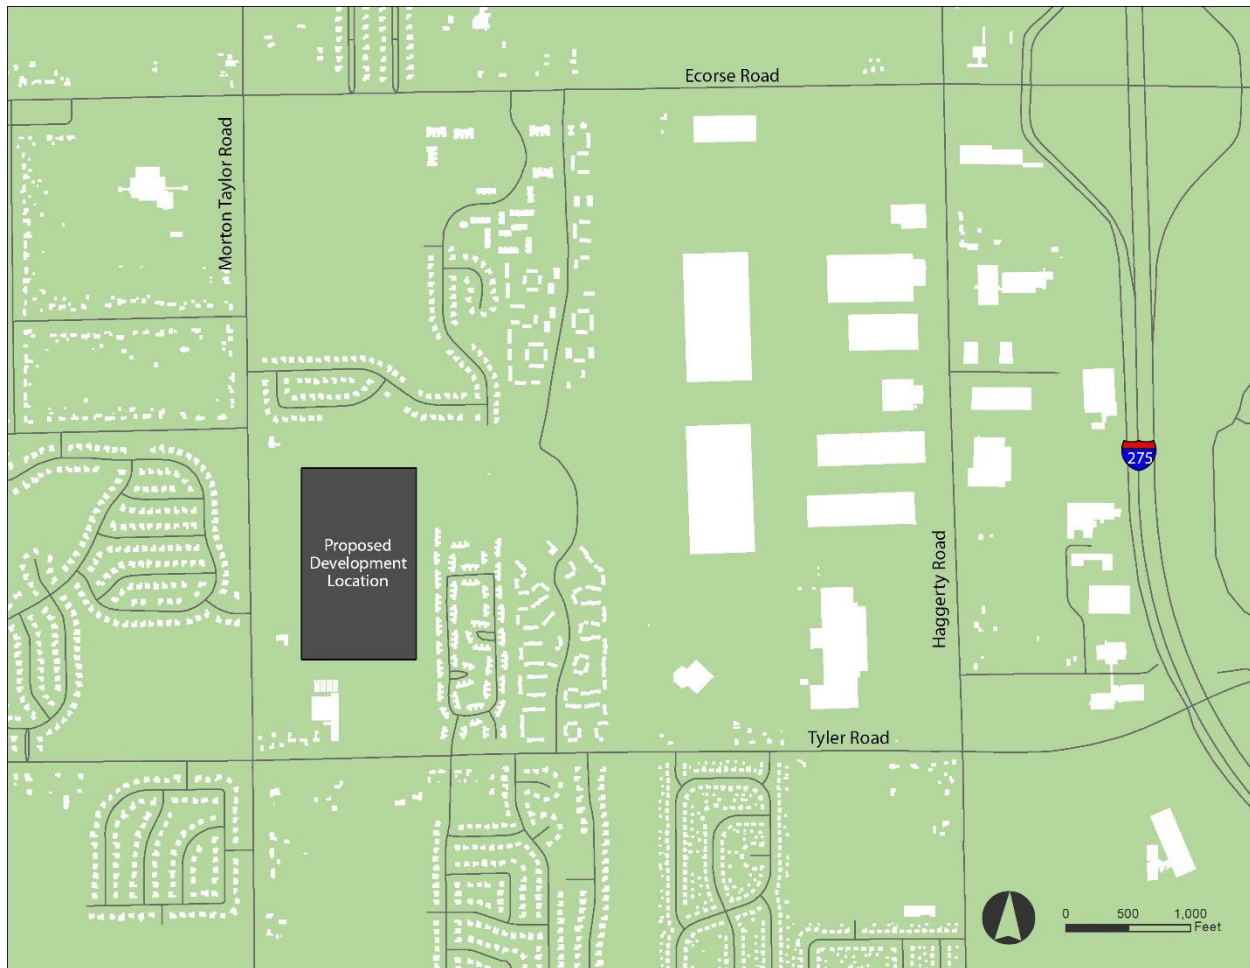 Ecorse Road
Morton Taylor Road
275
Proposed
Development
Location
Haggerty Road
Tyler Road
0 500 1,000
Feet